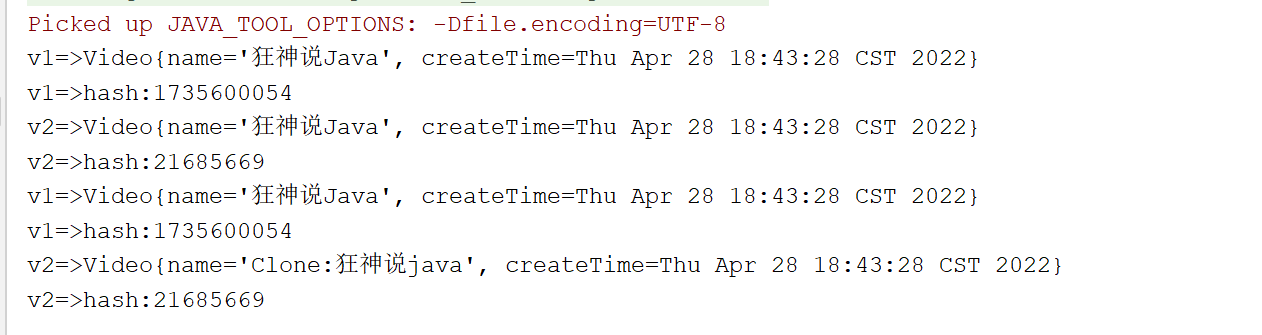 Picked up JAVA_TOOL_OPTIONS: -Dfile.encoding=UTF-8
v1=>Video{name='狂神说Java', createTime=Thu Apr 28 18:43:28 CST 2022}
v1=>hash:1735600054
v2=>Video{name='狂神说Java', createTime=Thu Apr 28 18:43:28 CST 2022}
v2=>hash:21685669
v1=>Video{name='狂神说Java', createTime=Thu Apr 28 18:43:28 CST 2022}
v1=>hash:1735600054
v2=>Video{name='Clone:狂神说java', createTime=Thu Apr 28 18:43:28 CST 2022}
v2=>hash:21685669